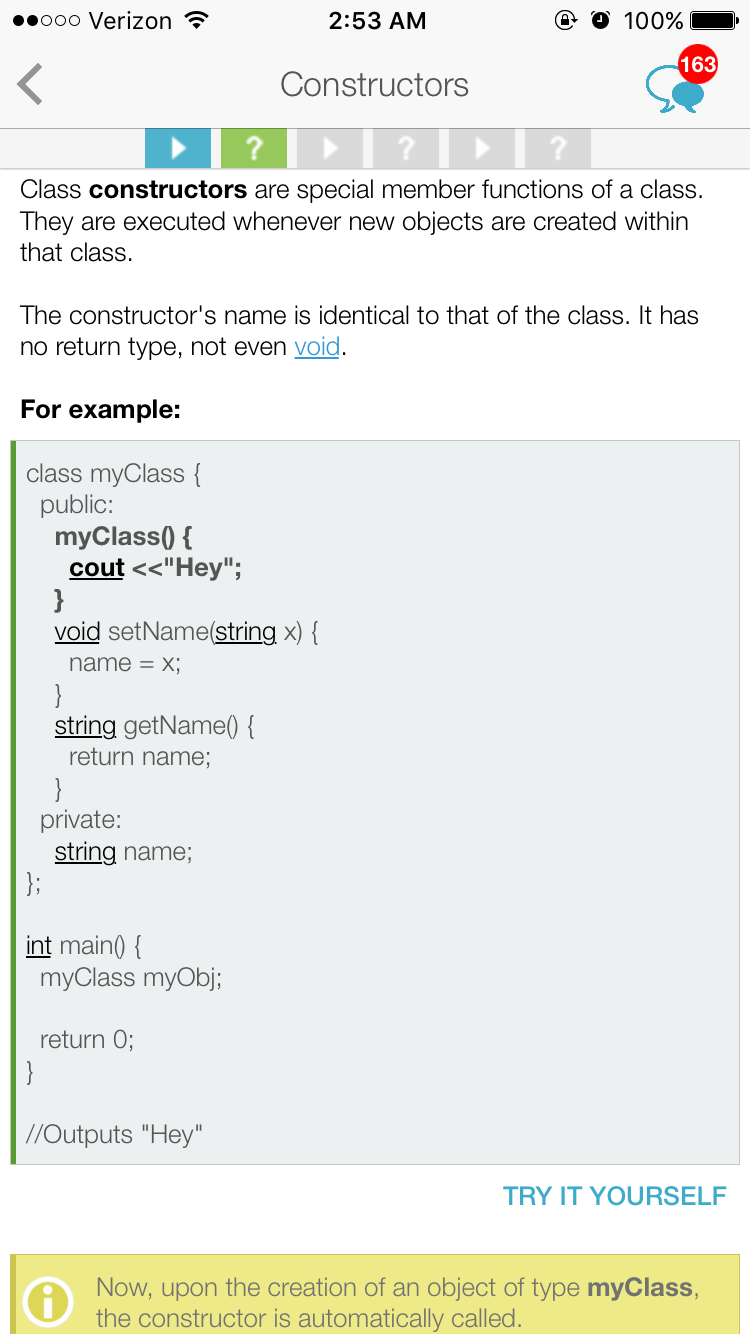 Verizon 2:53 AM 100%
Constructors
163
? ? ?
Class constructors are special member functions of a class.
They are executed whenever new objects are created within
that class.
The constructor's name is identical to that of the class. It has
no return type, not even void.
For example:
class myClass {
public:
myClass() {
cout <<"Hey";
}
void setName(string x) {
name = x;
}
string getName() {
return name;
}
private:
string name;
};
int main() {
myClass myObj;
return 0;
}
//Outputs "Hey"
TRY IT YOURSELF
i
Now, upon the creation of an object of type myClass,
the constructor is automatically called.